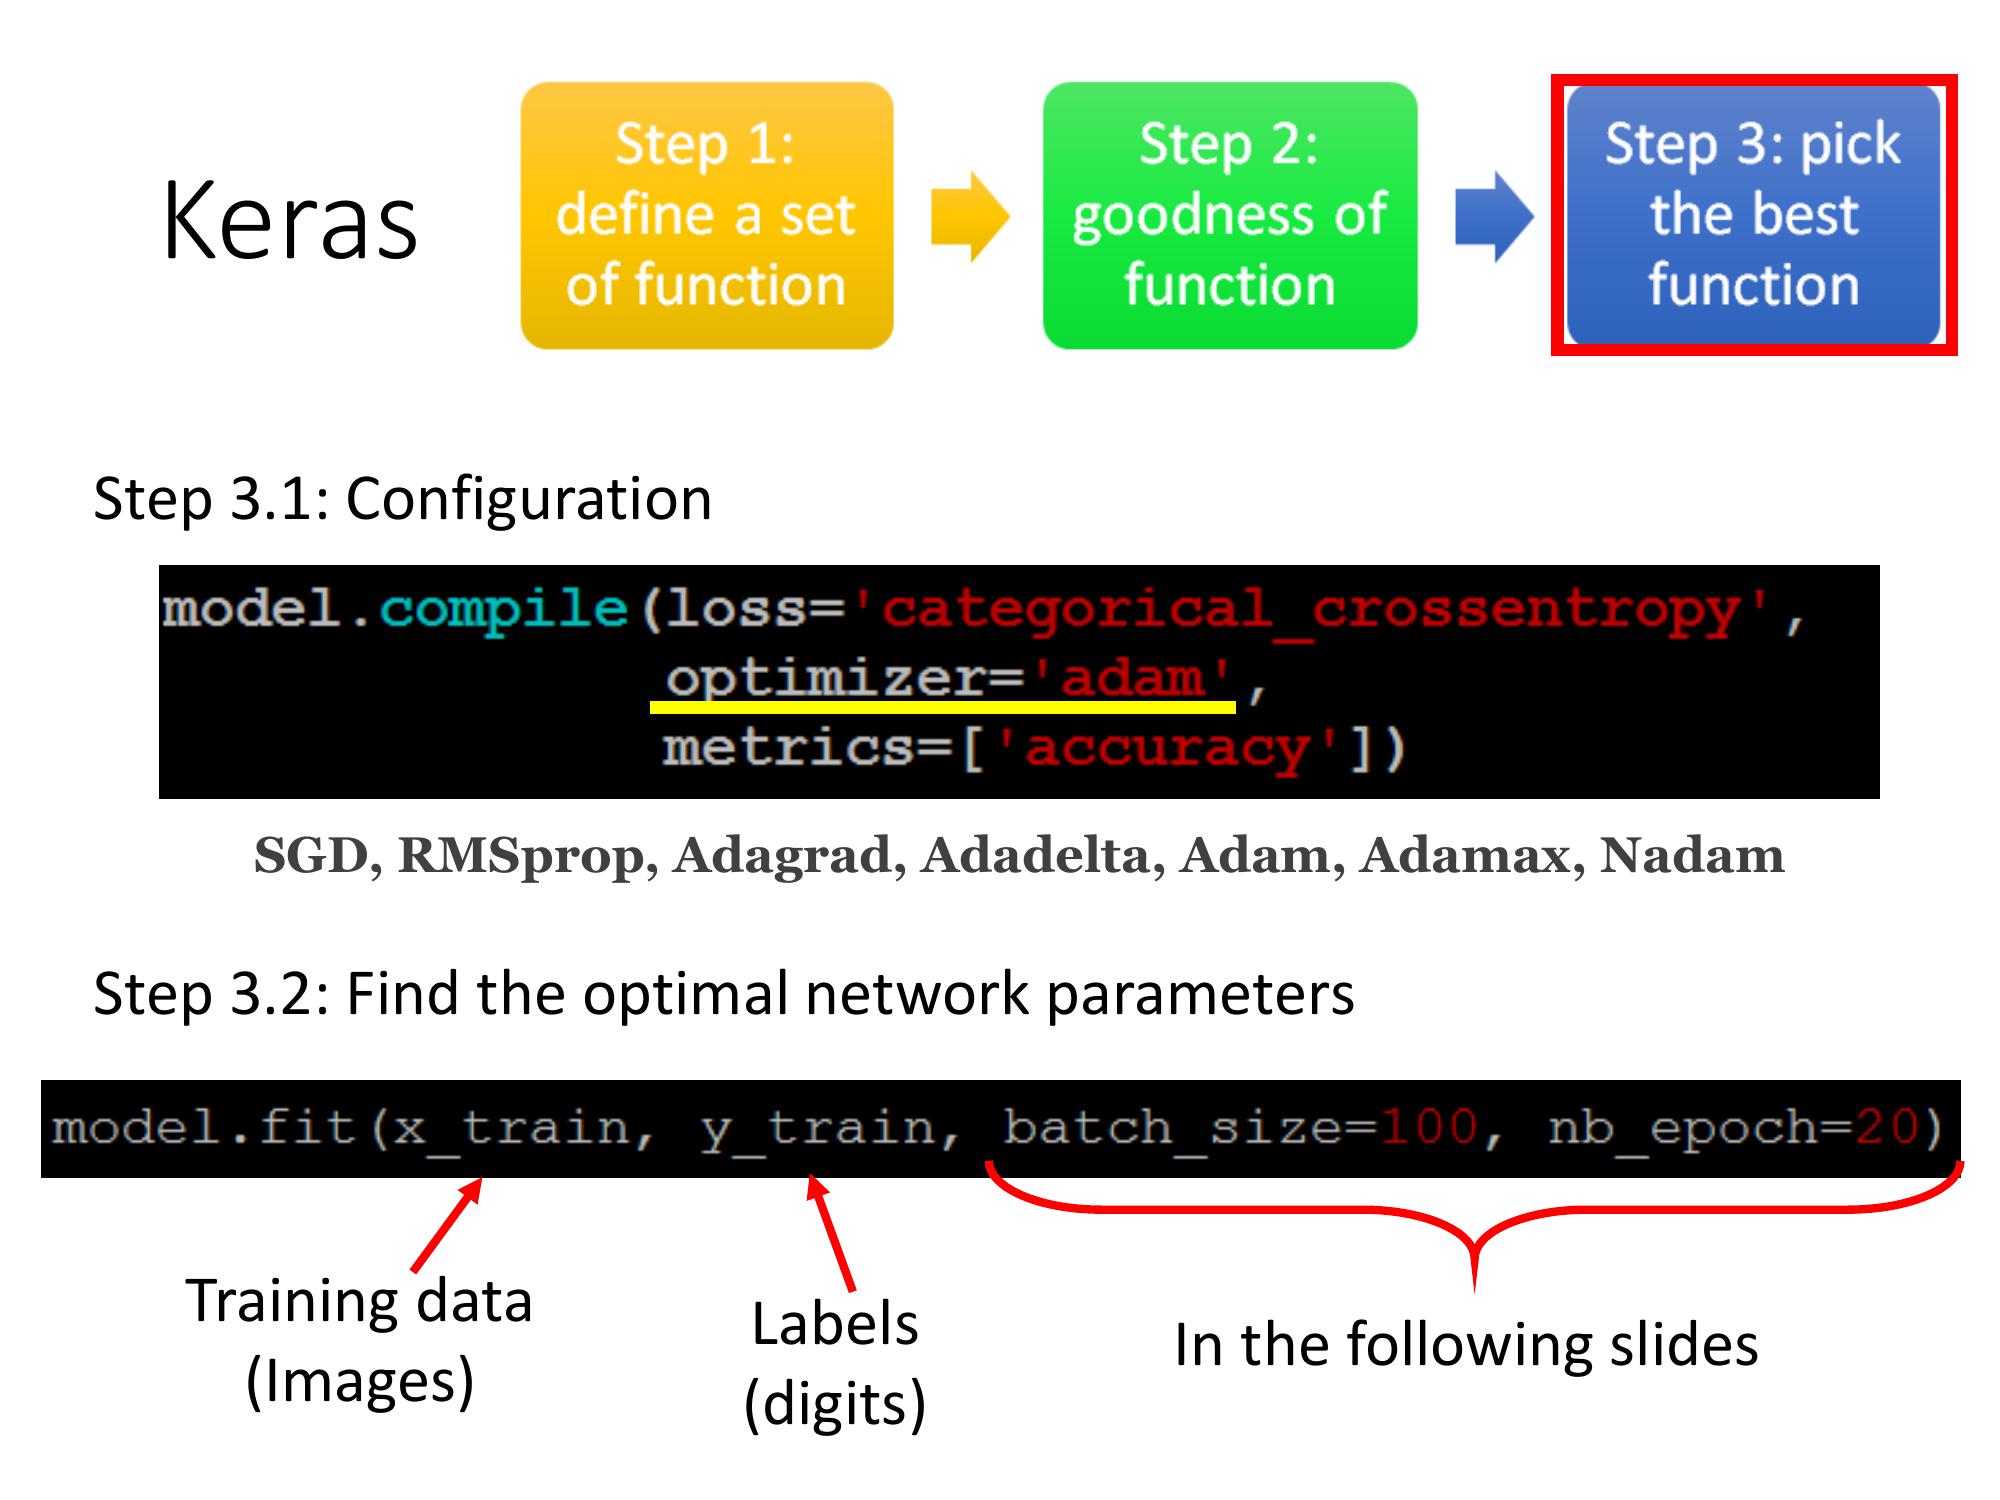 Keras
Step 1:
define a set
of function
Step 2:
goodness of
function
Step 3: pick
the best
function
Step 3.1: Configuration
model.compile(loss='categorical_crossentropy',
optimizer='adam',
metrics=['accuracy'])
SGD, RMSprop, Adagrad, Adadelta, Adam, Adamax, Nadam
Step 3.2: Find the optimal network parameters
model.fit(x_train, y_train, batch_size=100, nb_epoch=20)
Training data
(Images)
Labels
(digits)
In the following slides